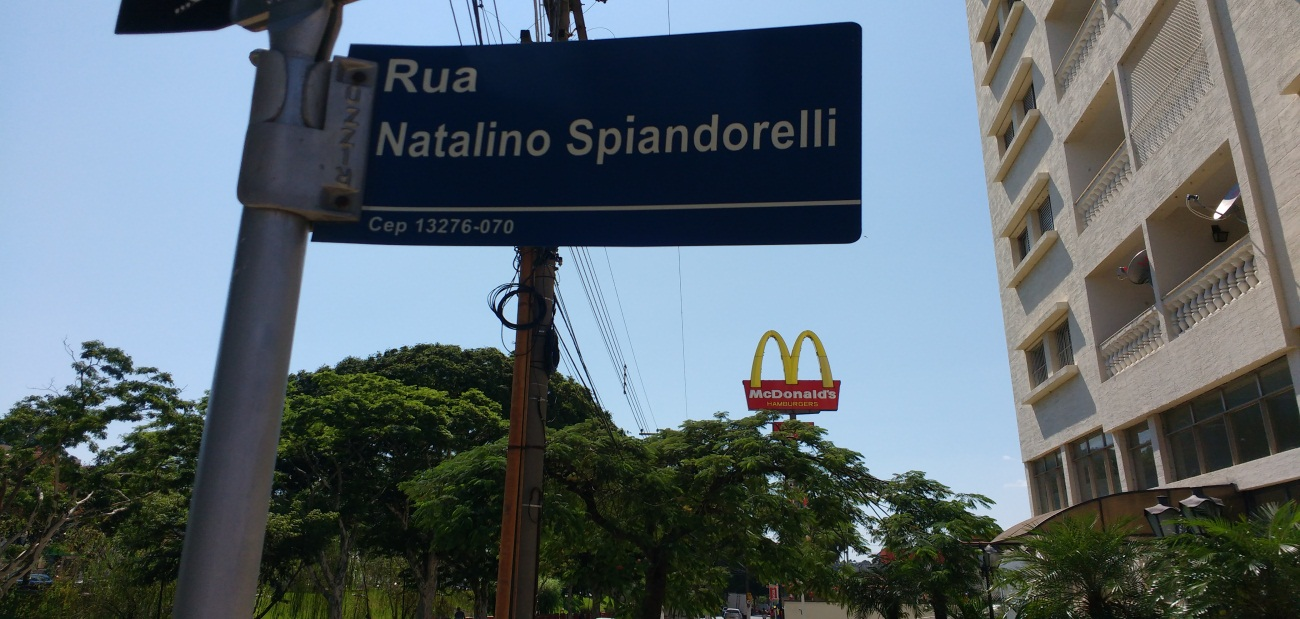 Rua
Natalino Spiandorelli
Cep 13276-070
McDonald's
HAMBURGERS